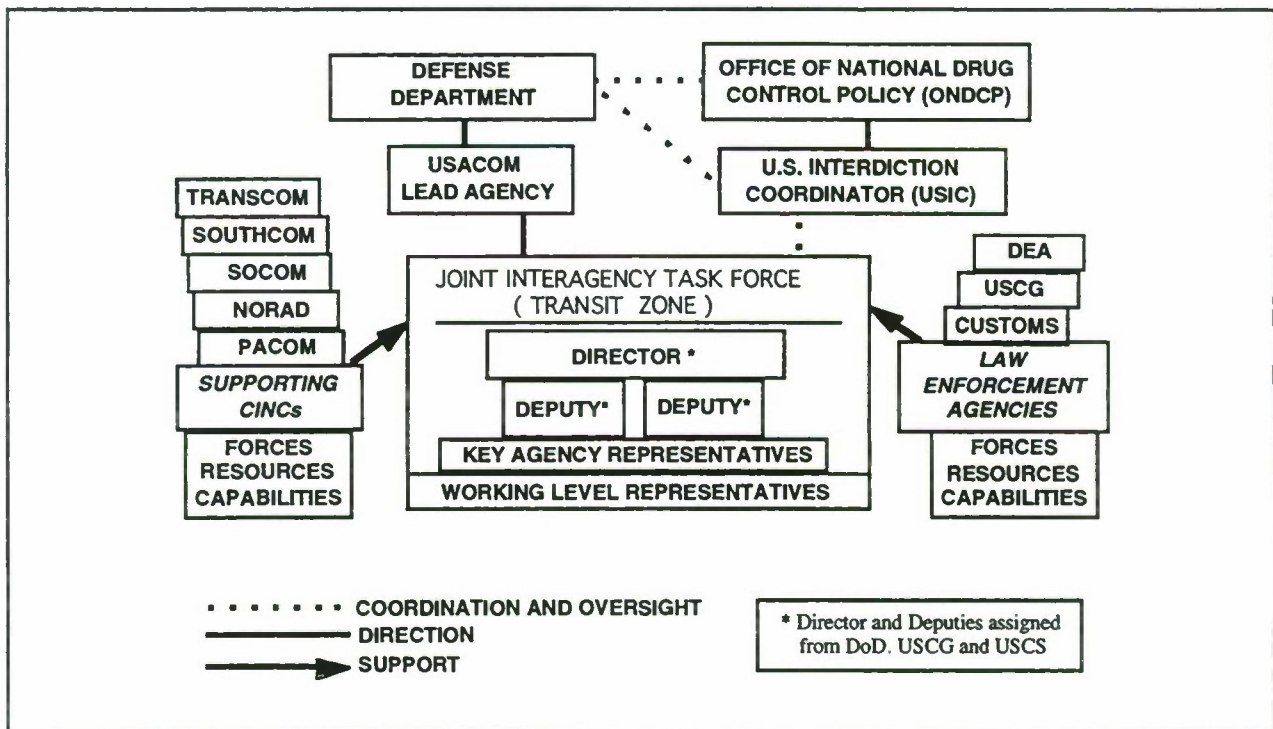 DEFENSE
DEPARTMENT
OFFICE OF NATIONAL DRUG
CONTROL POLICY (ONDCP)
USACOM
LEAD AGENCY
U.S. INTERDICTION
COORDINATOR (USIC)
TRANSCOM
SOUTHCOM
SOCOM
NORAD
PACOM
SUPPORTING
CINCs
FORCES
RESOURCES
CAPABILITIES
JOINT INTERAGENCY TASK FORCE
( TRANSIT ZONE )
DIRECTOR *
DEPUTY* DEPUTY*
KEY AGENCY REPRESENTATIVES
WORKING LEVEL REPRESENTATIVES
DEA
USCG
CUSTOMS
LAW
ENFORCEMENT
AGENCIES
FORCES
RESOURCES
CAPABILITIES
COORDINATION AND OVERSIGHT
DIRECTION
SUPPORT
* Director and Deputies assigned
from DoD. USCG and USCS